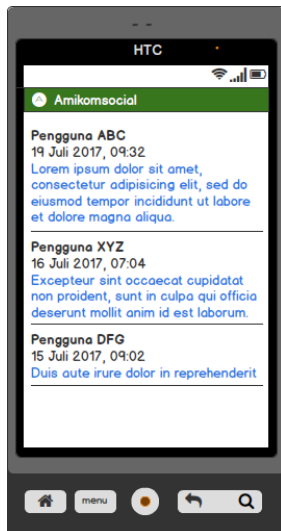 HTC
Amikomsocial
Pengguna ABC
19 Juli 2017, 09:32
Lorem ipsum dolor sit amet,
consectetur adipisicing elit, sed do
eiusmod tempor incididunt ut labore
et dolore magna aliqua.
Pengguna XYZ
16 Juli 2017, 07:04
Excepteur sint occaecat cupidatat
non proident, sunt in culpa qui officia
deserunt mollit anim id est laborum.
Pengguna DFG
15 Juli 2017, 09:02
Duis aute irure dolor in reprehenderit
menu